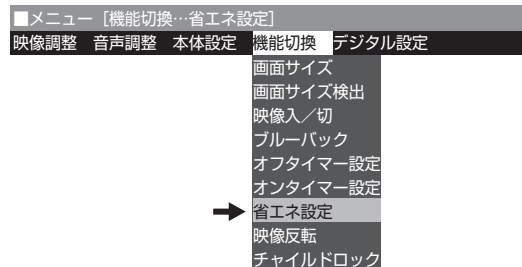 ■メニュー［機能切換…省エネ設定］
映像調整 音声調整 本体設定 機能切換 デジタル設定
画面サイズ
画面サイズ検出
映像入／切
ブルーバック
オフタイマー設定
オンタイマー設定
省エネ設定
映像反転
チャイルドロック